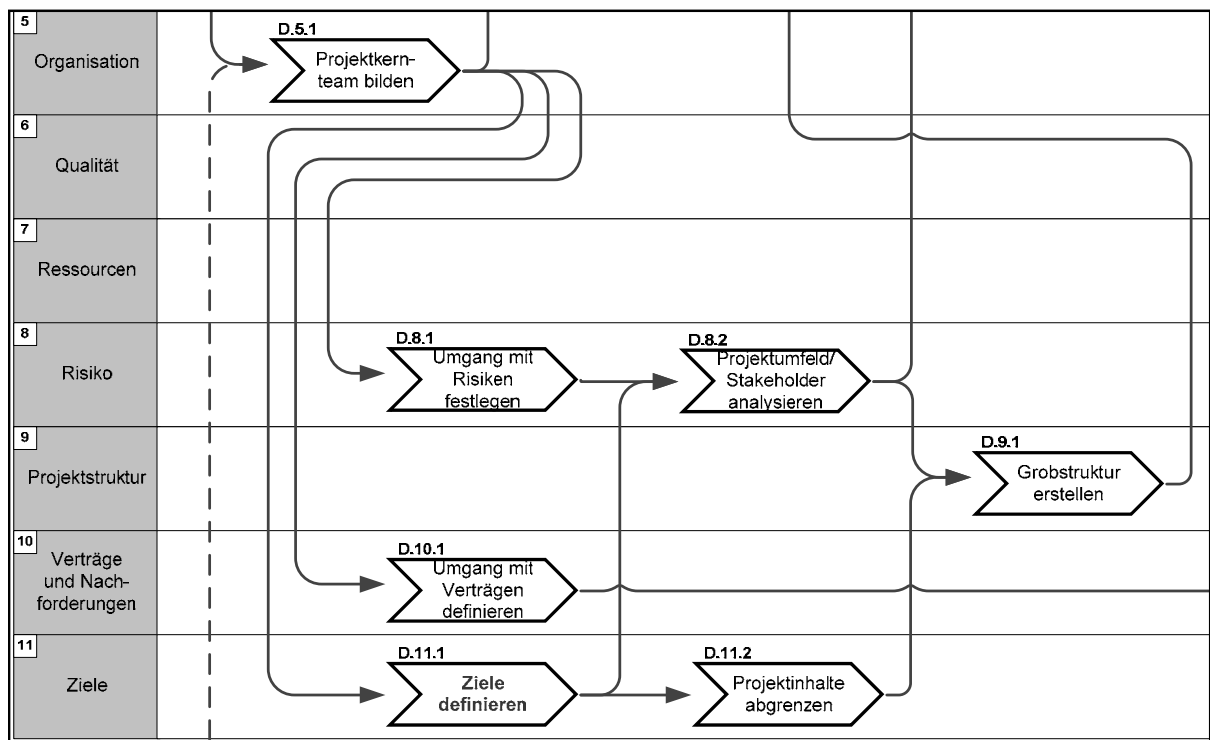 5
Organisation
D.5.1
Projektkern-
team bilden
6
Qualität
7
Ressourcen
8
Risiko
D.8.1
Umgang mit
Risiken
festlegen
D.8.2
Projektumfeld/
Stakeholder
analysieren
9
Projektstruktur
D.9.1
Grobstruktur
erstellen
10
Verträge
und Nach-
forderungen
D.10.1
Umgang mit
Verträgen
definieren
11
Ziele
D.11.1
Ziele
definieren
D.11.2
Projektinhalte
abgrenzen